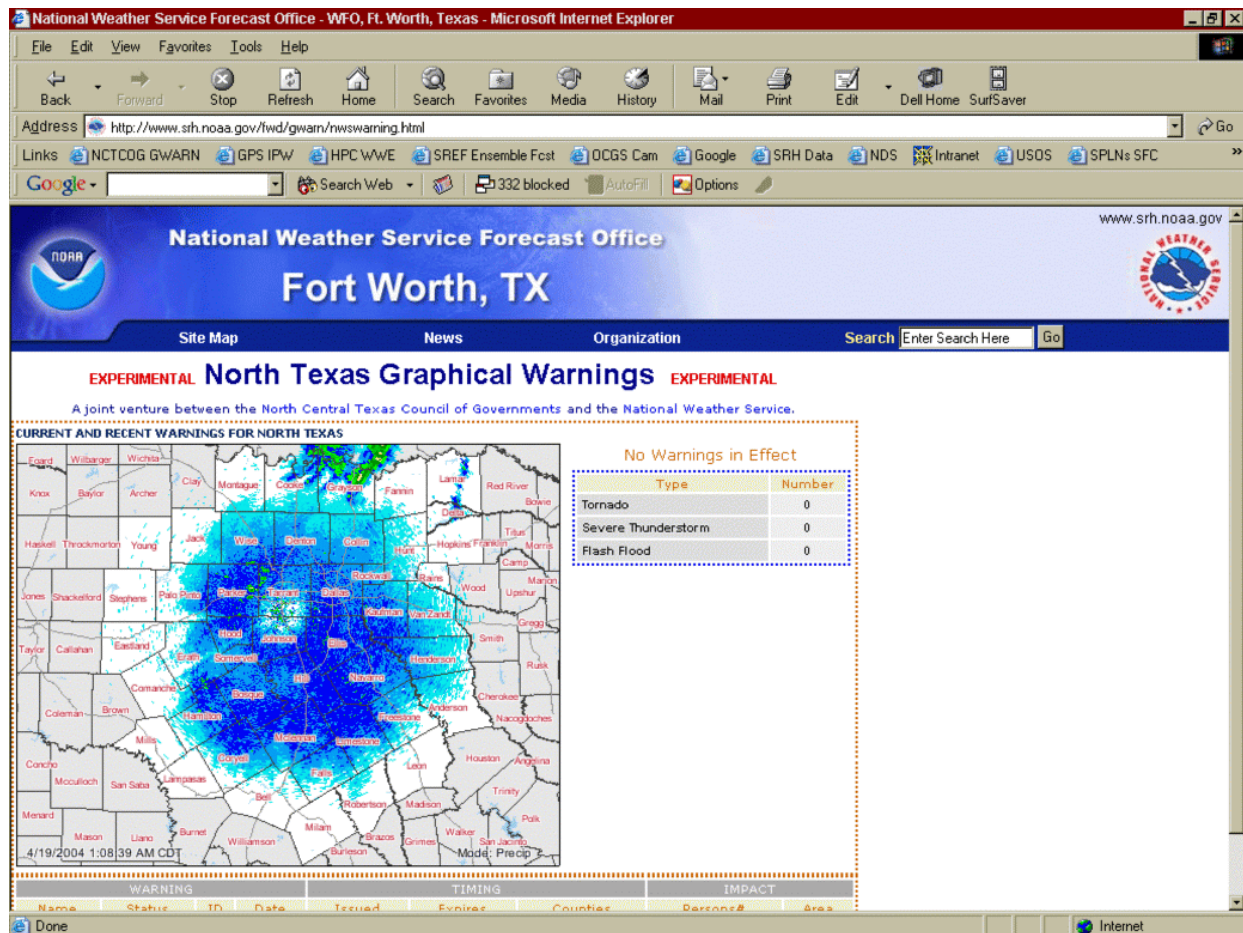 National Weather Service Forecast Office - WFO, Ft. Worth, Texas - Microsoft Internet Explorer
File Edit View Favorites Tools Help
Back Forward Stop Refresh Home Search Favorites Media History Mail Print Edit Dell Home SurfSaver
Address http://www.srh.noaa.gov/fwd/gwarn/nwswarning.html Go
Links NCTCOG GWARN GPS IPW HPC WWE SREF Ensemble Fcst OCGS Cam Google SRH Data NDS Intranet USOS SPLNs SFC »
Google Search Web 332 blocked AutoFill Options
www.srh.noaa.gov
NOAA
National Weather Service Forecast Office
NATIONAL WEATHER SERVICE
Fort Worth, TX
Site Map News Organization Search Enter Search Here Go
EXPERIMENTAL North Texas Graphical Warnings EXPERIMENTAL
A joint venture between the North Central Texas Council of Governments and the National Weather Service.
CURRENT AND RECENT WARNINGS FOR NORTH TEXAS
No Warnings in Effect
Type Number
Tornado 0
Severe Thunderstorm 0
Flash Flood 0
Foard Wilbarger Wichita
Clay Montague Cooke Grayson Fannin Lamar Red River
Knox Baylor Archer Bowie
Delta
Haskell Throckmorton Young Jack Wise Denton Collin Hunt Hopkins Franklin Titus Morris
Camp
Jones Shackelford Stephens Palo Pinto Parker Tarrant Dallas Rockwall Rains Wood Upshur Marion
Kaufman Van Zandt Gregg
Taylor Callahan Eastland Erath Hood Somervell Johnson Ellis Henderson Smith Rusk
Comanche Bosque Hill Navarro Anderson Cherokee
Coleman Brown Hamilton Freestone Nacogdoches
Mills Mclennan Limestone
Concho Coryell Falls Leon Houston Angelina
Mcculloch San Saba Lampasas Bell Trinity
Menard Robertson Madison Polk
Mason Llano Burnet Williamson Milam Brazos Grimes Walker San Jacinto
Burleson
4/19/2004 1:08:39 AM CDT Mode: Precip
WARNING TIMING IMPACT
Name Status ID Date Issued Expires Counties Persons# Area
Done Internet